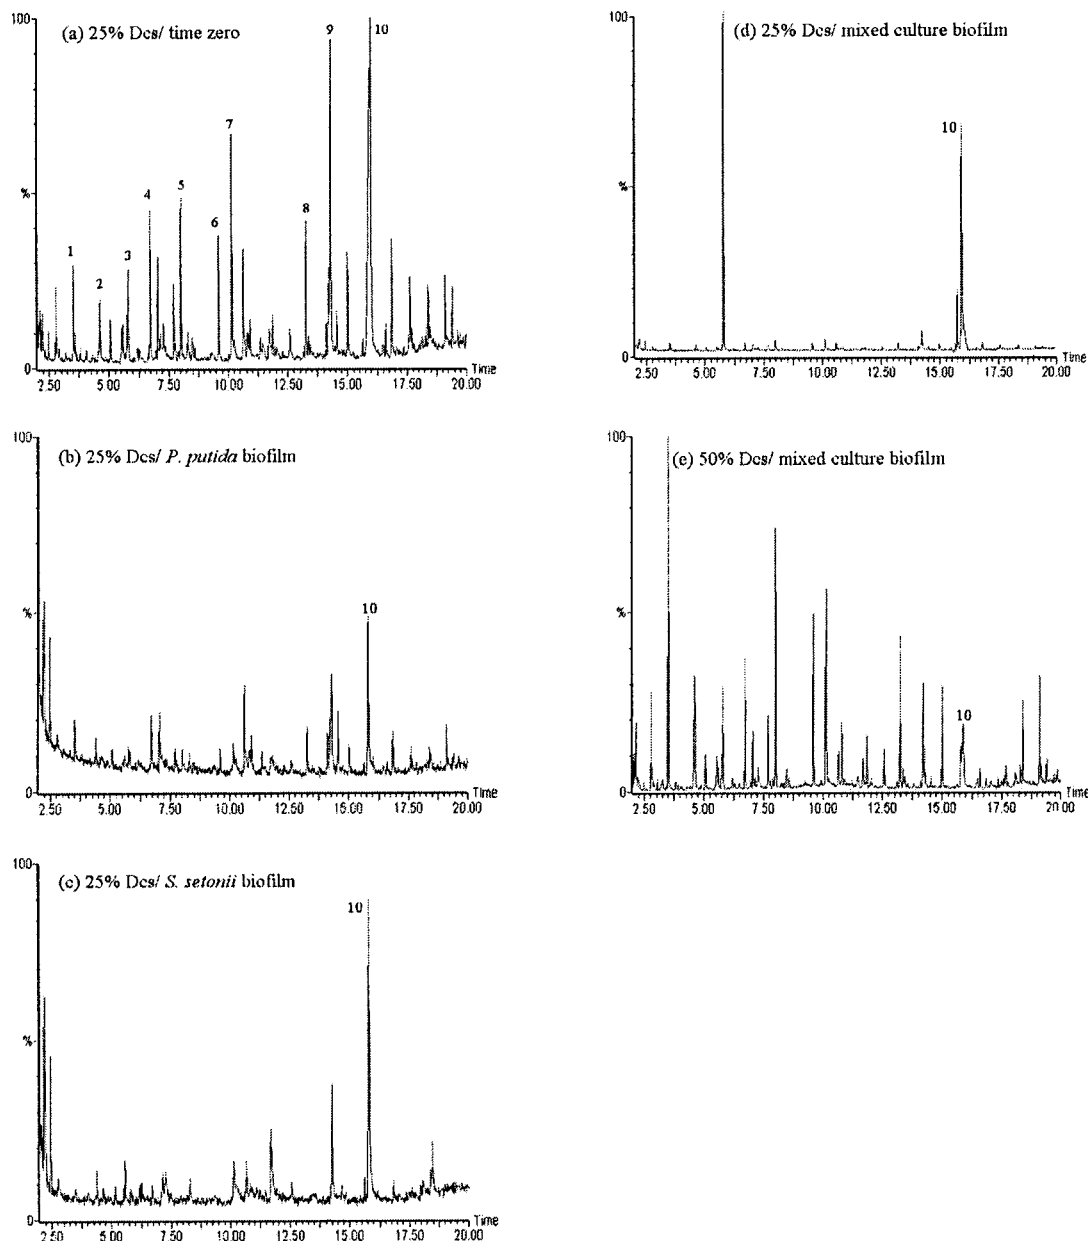 100
(a) 25% Dcs/ time zero
9
10
7
4
5
6
8
1
3
2
%
0
Time
2.50 5.00 7.50 10.00 12.50 15.00 17.50 20.00
100
(b) 25% Dcs/ P. putida biofilm
10
%
0
Time
2.50 5.00 7.50 10.00 12.50 15.00 17.50 20.00
100
(c) 25% Dcs/ S. setonii biofilm
10
%
0
Time
2.50 5.00 7.50 10.00 12.50 15.00 17.50 20.00
100
(d) 25% Dcs/ mixed culture biofilm
10
%
0
Time
2.50 5.00 7.50 10.00 12.50 15.00 17.50 20.00
100
(e) 50% Dcs/ mixed culture biofilm
10
%
0
Time
2.50 5.00 7.50 10.00 12.50 15.00 17.50 20.00